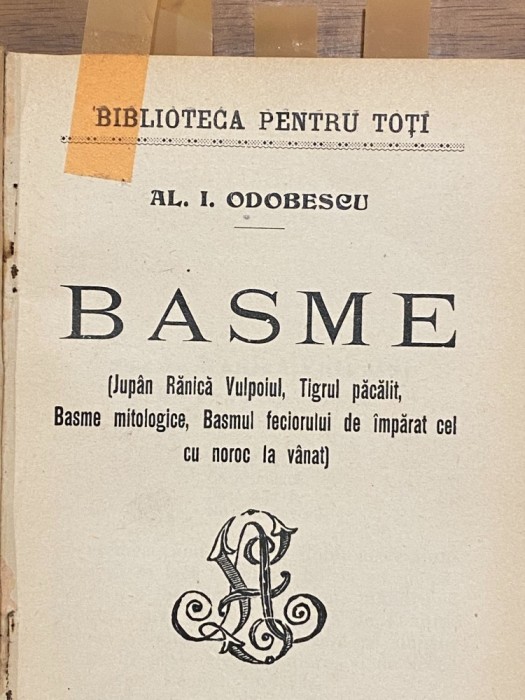 BIBLIOTECA PENTRU TOȚI
AL. I. ODOBESCU
BASME
(Jupân Rănică Vulpoiul, Tigrul păcălit,
Basme mitologice, Basmul feciorului de împărat cel
cu noroc la vânat)